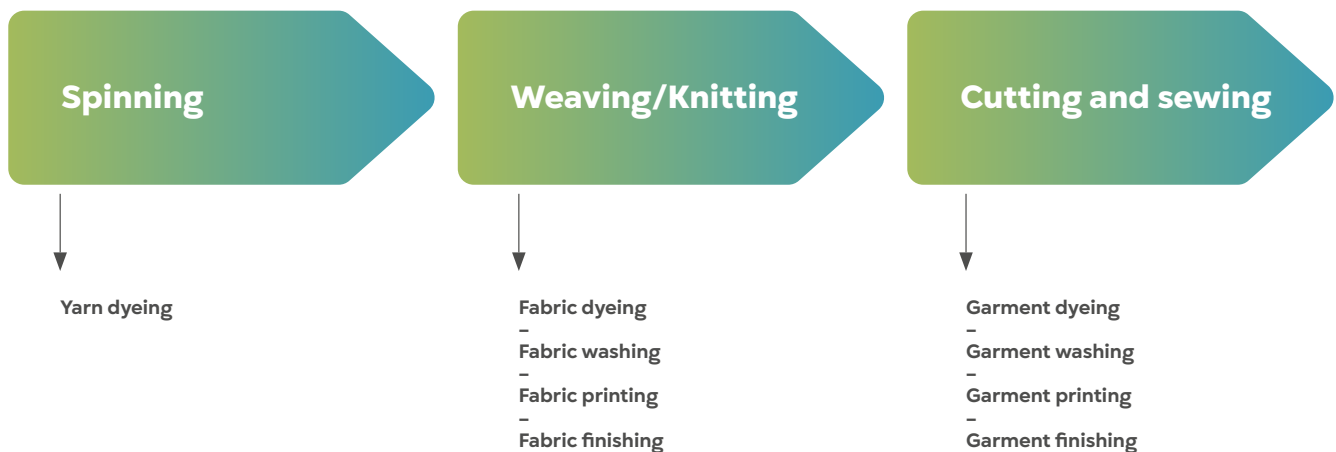 Spinning
Weaving/Knitting
Cutting and sewing
Yarn dyeing
Fabric dyeing
–
Fabric washing
–
Fabric printing
–
Fabric finishing
Garment dyeing
–
Garment washing
–
Garment printing
–
Garment finishing